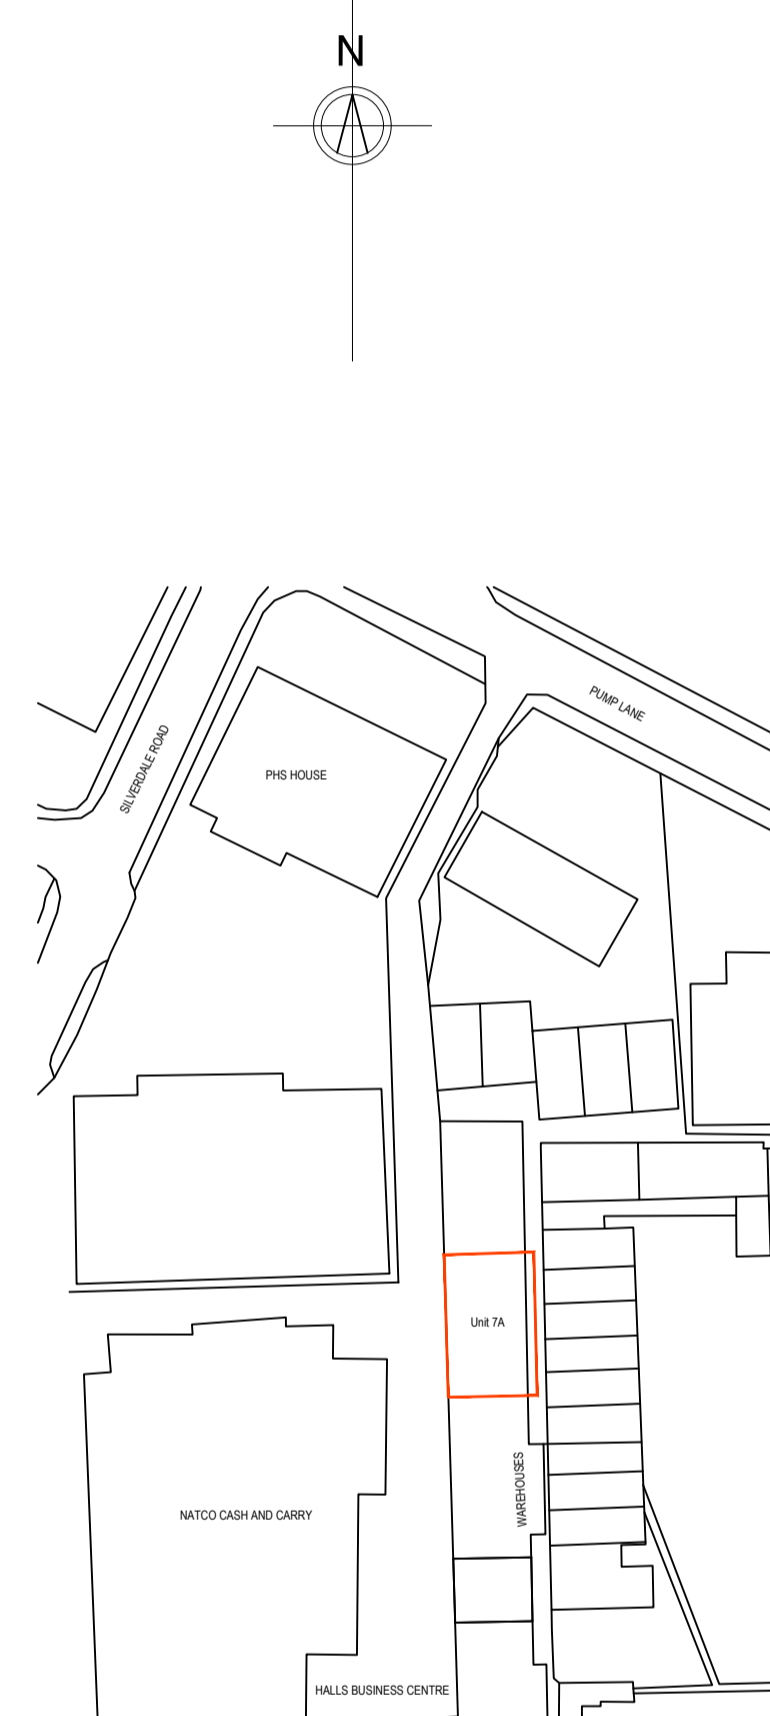 N
PUMP LANE
SILVERDALE ROAD
PHS HOUSE
Unit 7A
WAREHOUSES
NATCO CASH AND CARRY
HALLS BUSINESS CENTRE